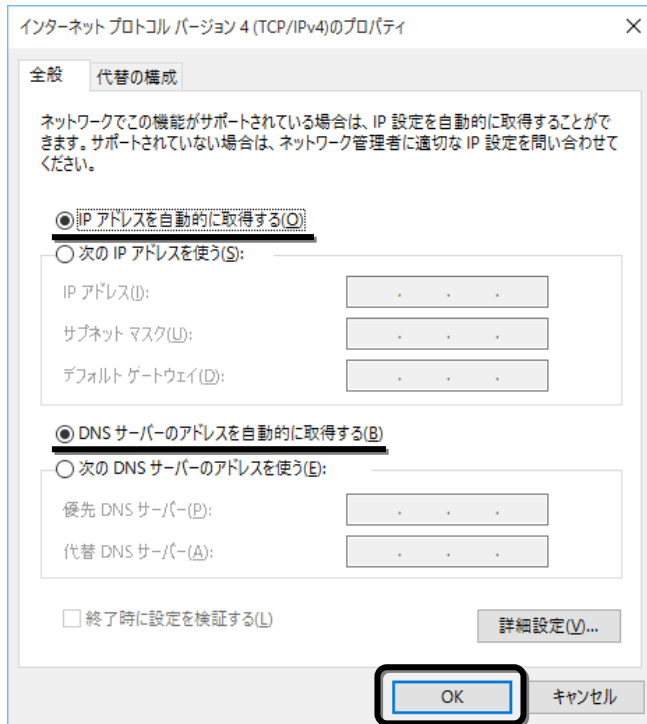 インターネット プロトコル バージョン 4 (TCP/IPv4)のプロパティ
全般
代替の構成
ネットワークでこの機能がサポートされている場合は、IP 設定を自動的に取得することがで
きます。サポートされていない場合は、ネットワーク管理者に適切な IP 設定を問い合わせて
ください。
IP アドレスを自動的に取得する(O)
次の IP アドレスを使う(S):
IP アドレス(I):
サブネット マスク(U):
デフォルト ゲートウェイ(D):
DNS サーバーのアドレスを自動的に取得する(B)
次の DNS サーバーのアドレスを使う(E):
優先 DNS サーバー(P):
代替 DNS サーバー(A):
終了時に設定を検証する(L)
詳細設定(V)...
OK
キャンセル